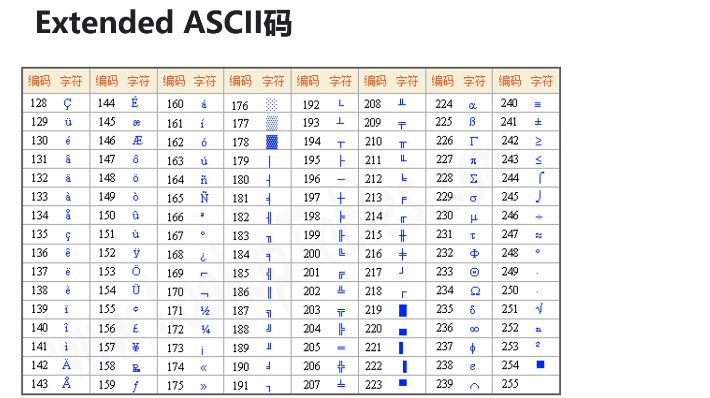 Extended ASCII码
编码 字符 编码 字符 编码 字符 编码 字符 编码 字符 编码 字符 编码 字符 编码 字符
128 Ç 144 É 160 á 176 ░ 192 └ 208 ╨ 224 α 240 ≡
129 ü 145 æ 161 í 177 ▒ 193 ┴ 209 ╤ 225 ß 241 ±
130 é 146 Æ 162 ó 178 ▓ 194 ┬ 210 ╥ 226 Γ 242 ≥
131 â 147 ô 163 ú 179 │ 195 ├ 211 ╙ 227 π 243 ≤
132 ä 148 ö 164 ñ 180 ┤ 196 ─ 212 ╘ 228 Σ 244 ⌠
133 à 149 ò 165 Ñ 181 ╡ 197 ┼ 213 ╒ 229 σ 245 ⌡
134 å 150 û 166 ª 182 ╢ 198 ╞ 214 ╓ 230 μ 246 ÷
135 ç 151 ù 167 º 183 ╖ 199 ╟ 215 ╫ 231 τ 247 ≈
136 ê 152 ÿ 168 ¿ 184 ╕ 200 ╚ 216 ╪ 232 Φ 248 °
137 ë 153 Ö 169 ⌐ 185 ╣ 201 ╔ 217 ┘ 233 Θ 249 ∙
138 è 154 Ü 170 ¬ 186 ║ 202 ╩ 218 ┌ 234 Ω 250 ·
139 ï 155 ¢ 171 ½ 187 ╗ 203 ╦ 219 █ 235 δ 251 √
140 î 156 £ 172 ¼ 188 ╝ 204 ╠ 220 ▄ 236 ∞ 252 ⁿ
141 ì 157 ¥ 173 ¡ 189 ╜ 205 ═ 221 ▌ 237 φ 253 ²
142 Ä 158 ₧ 174 « 190 ╛ 206 ╬ 222 ▐ 238 ε 254 ■
143 Å 159 ƒ 175 » 191 ┐ 207 ╧ 223 ▀ 239 ∩ 255